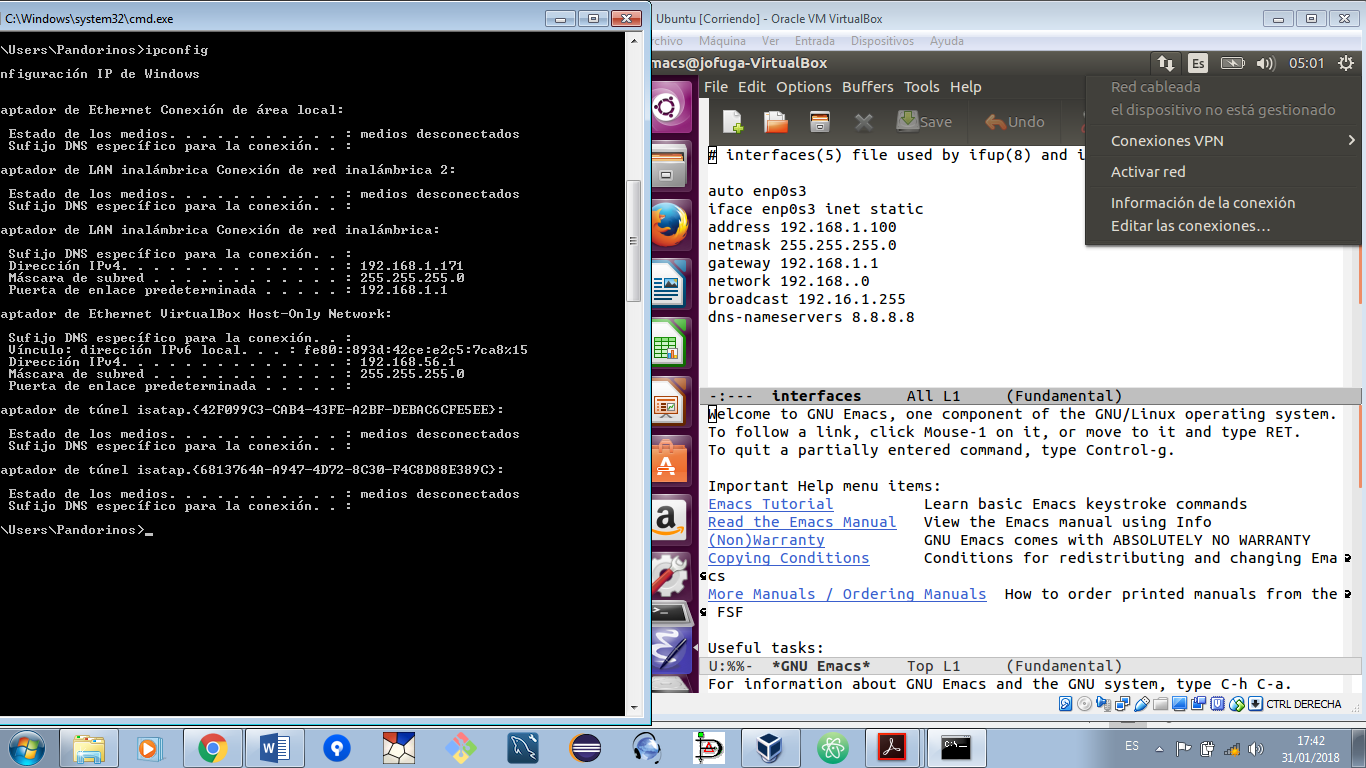 C:\Windows\system32\cmd.exe
\Users\Pandorinos>ipconfig
nfiguración IP de Windows
aptador de Ethernet Conexión de área local:
Estado de los medios. . . . . . . . . . . : medios desconectados
Sufijo DNS específico para la conexión. . :
aptador de LAN inalámbrica Conexión de red inalámbrica 2:
Estado de los medios. . . . . . . . . . . : medios desconectados
Sufijo DNS específico para la conexión. . :
aptador de LAN inalámbrica Conexión de red inalámbrica:
Sufijo DNS específico para la conexión. . :
Dirección IPv4. . . . . . . . . . . . . . : 192.168.1.171
Máscara de subred . . . . . . . . . . . . : 255.255.255.0
Puerta de enlace predeterminada . . . . . : 192.168.1.1
aptador de Ethernet VirtualBox Host-Only Network:
Sufijo DNS específico para la conexión. . :
Vínculo: dirección IPv6 local. . . : fe80::893d:42ce:e2c5:7ca8%15
Dirección IPv4. . . . . . . . . . . . . . : 192.168.56.1
Máscara de subred . . . . . . . . . . . . : 255.255.255.0
Puerta de enlace predeterminada . . . . . :
aptador de túnel isatap.{42F099C3-CAB4-43FE-A2BF-DEBAC6CFE5EE}:
Estado de los medios. . . . . . . . . . . : medios desconectados
Sufijo DNS específico para la conexión. . :
aptador de túnel isatap.{6813764A-A947-4D72-8C30-F4C8D88E389C}:
Estado de los medios. . . . . . . . . . . : medios desconectados
Sufijo DNS específico para la conexión. . :
\Users\Pandorinos>_
Ubuntu [Corriendo] - Oracle VM VirtualBox
rchivo Máquina Ver Entrada Dispositivos Ayuda
macs@jofuga-VirtualBox
Es
05:01
File Edit Options Buffers Tools Help
Save Undo
Red cableada
el dispositivo no está gestionado
Conexiones VPN
Activar red
Información de la conexión
Editar las conexiones…
# interfaces(5) file used by ifup(8) and i
auto enp0s3
iface enp0s3 inet static
address 192.168.1.100
netmask 255.255.255.0
gateway 192.168.1.1
network 192.168..0
broadcast 192.16.1.255
dns-nameservers 8.8.8.8
-:--- interfaces All L1 (Fundamental)
Welcome to GNU Emacs, one component of the GNU/Linux operating system.
To follow a link, click Mouse-1 on it, or move to it and type RET.
To quit a partially entered command, type Control-g.
Important Help menu items:
Emacs Tutorial Learn basic Emacs keystroke commands
Read the Emacs Manual View the Emacs manual using Info
(Non)Warranty GNU Emacs comes with ABSOLUTELY NO WARRANTY
Copying Conditions Conditions for redistributing and changing Ema
cs
More Manuals / Ordering Manuals How to order printed manuals from the
FSF
Useful tasks:
U:%%- *GNU Emacs* Top L1 (Fundamental)
For information about GNU Emacs and the GNU system, type C-h C-a.
CTRL DERECHA
ES
17:42
31/01/2018